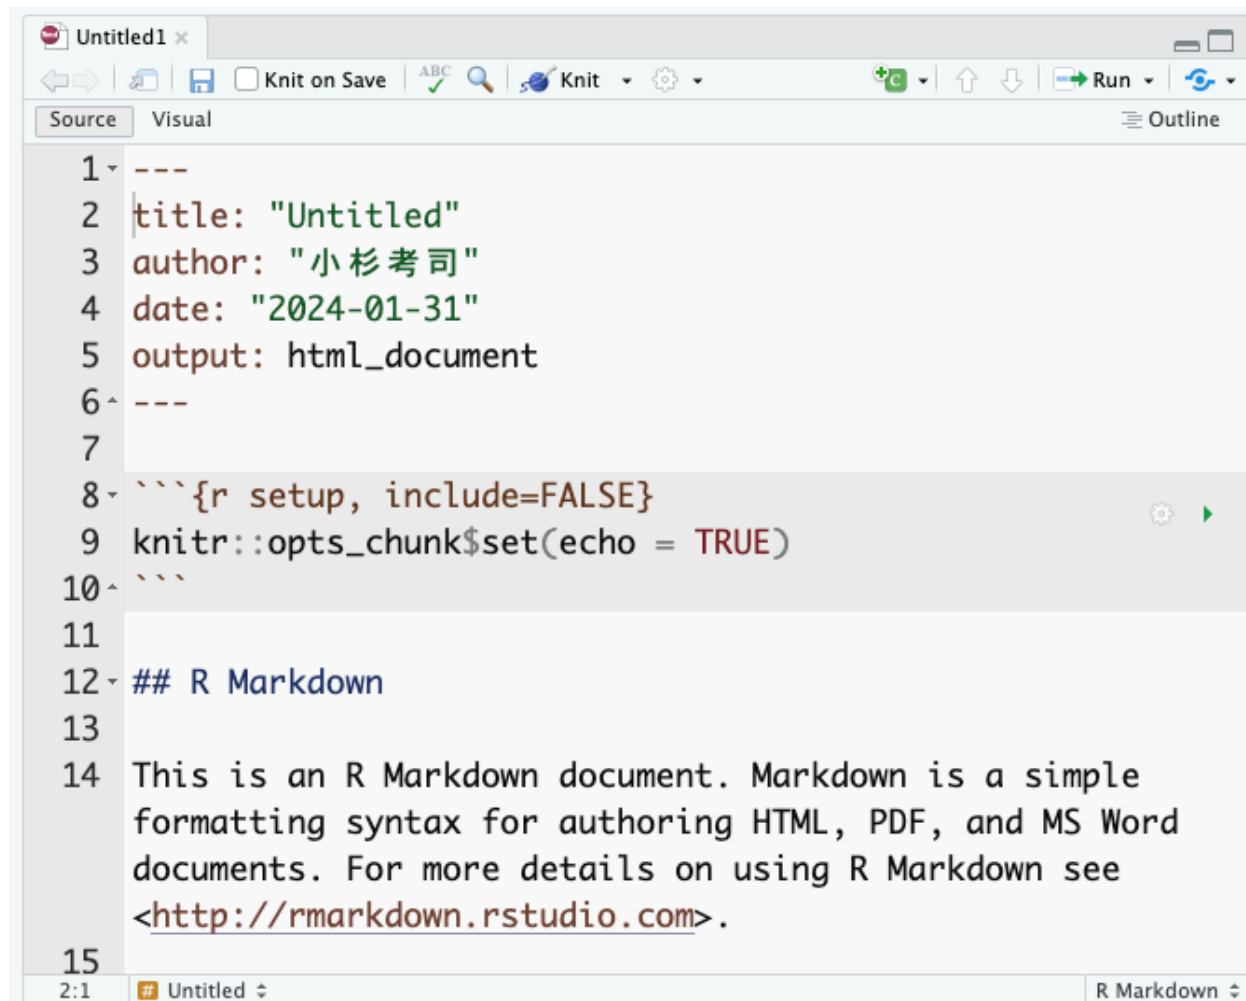 Untitled1
Knit on Save ABC Knit Run
Source Visual Outline
1 ---
2 title: "Untitled"
3 author: "小杉考司"
4 date: "2024-01-31"
5 output: html_document
6 ---
7
8 ```{r setup, include=FALSE}
9 knitr::opts_chunk$set(echo = TRUE)
10 ```
11
12 ## R Markdown
13
14 This is an R Markdown document. Markdown is a simple
formatting syntax for authoring HTML, PDF, and MS Word
documents. For more details on using R Markdown see
<http://rmarkdown.rstudio.com>.
15
2:1 # Untitled R Markdown